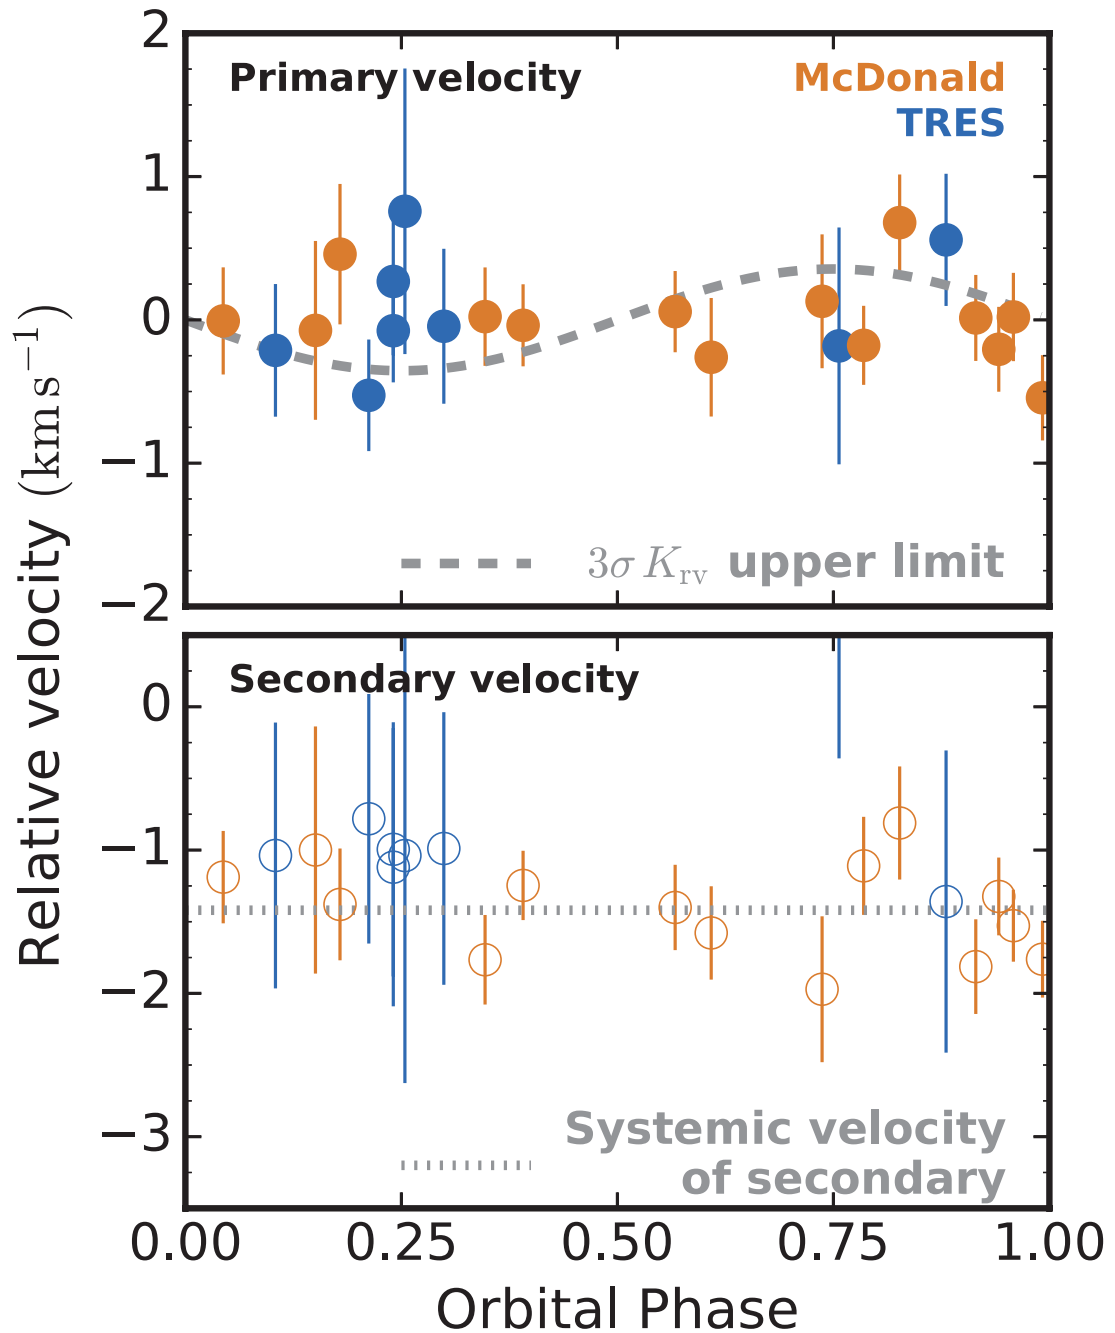 Relative velocity (km s⁻¹)
2
1
0
−1
−2
Primary velocity
McDonald
TRES
3σ K_rv upper limit
0
−1
−2
−3
Secondary velocity
Systemic velocity
of secondary
0.00 0.25 0.50 0.75 1.00
Orbital Phase